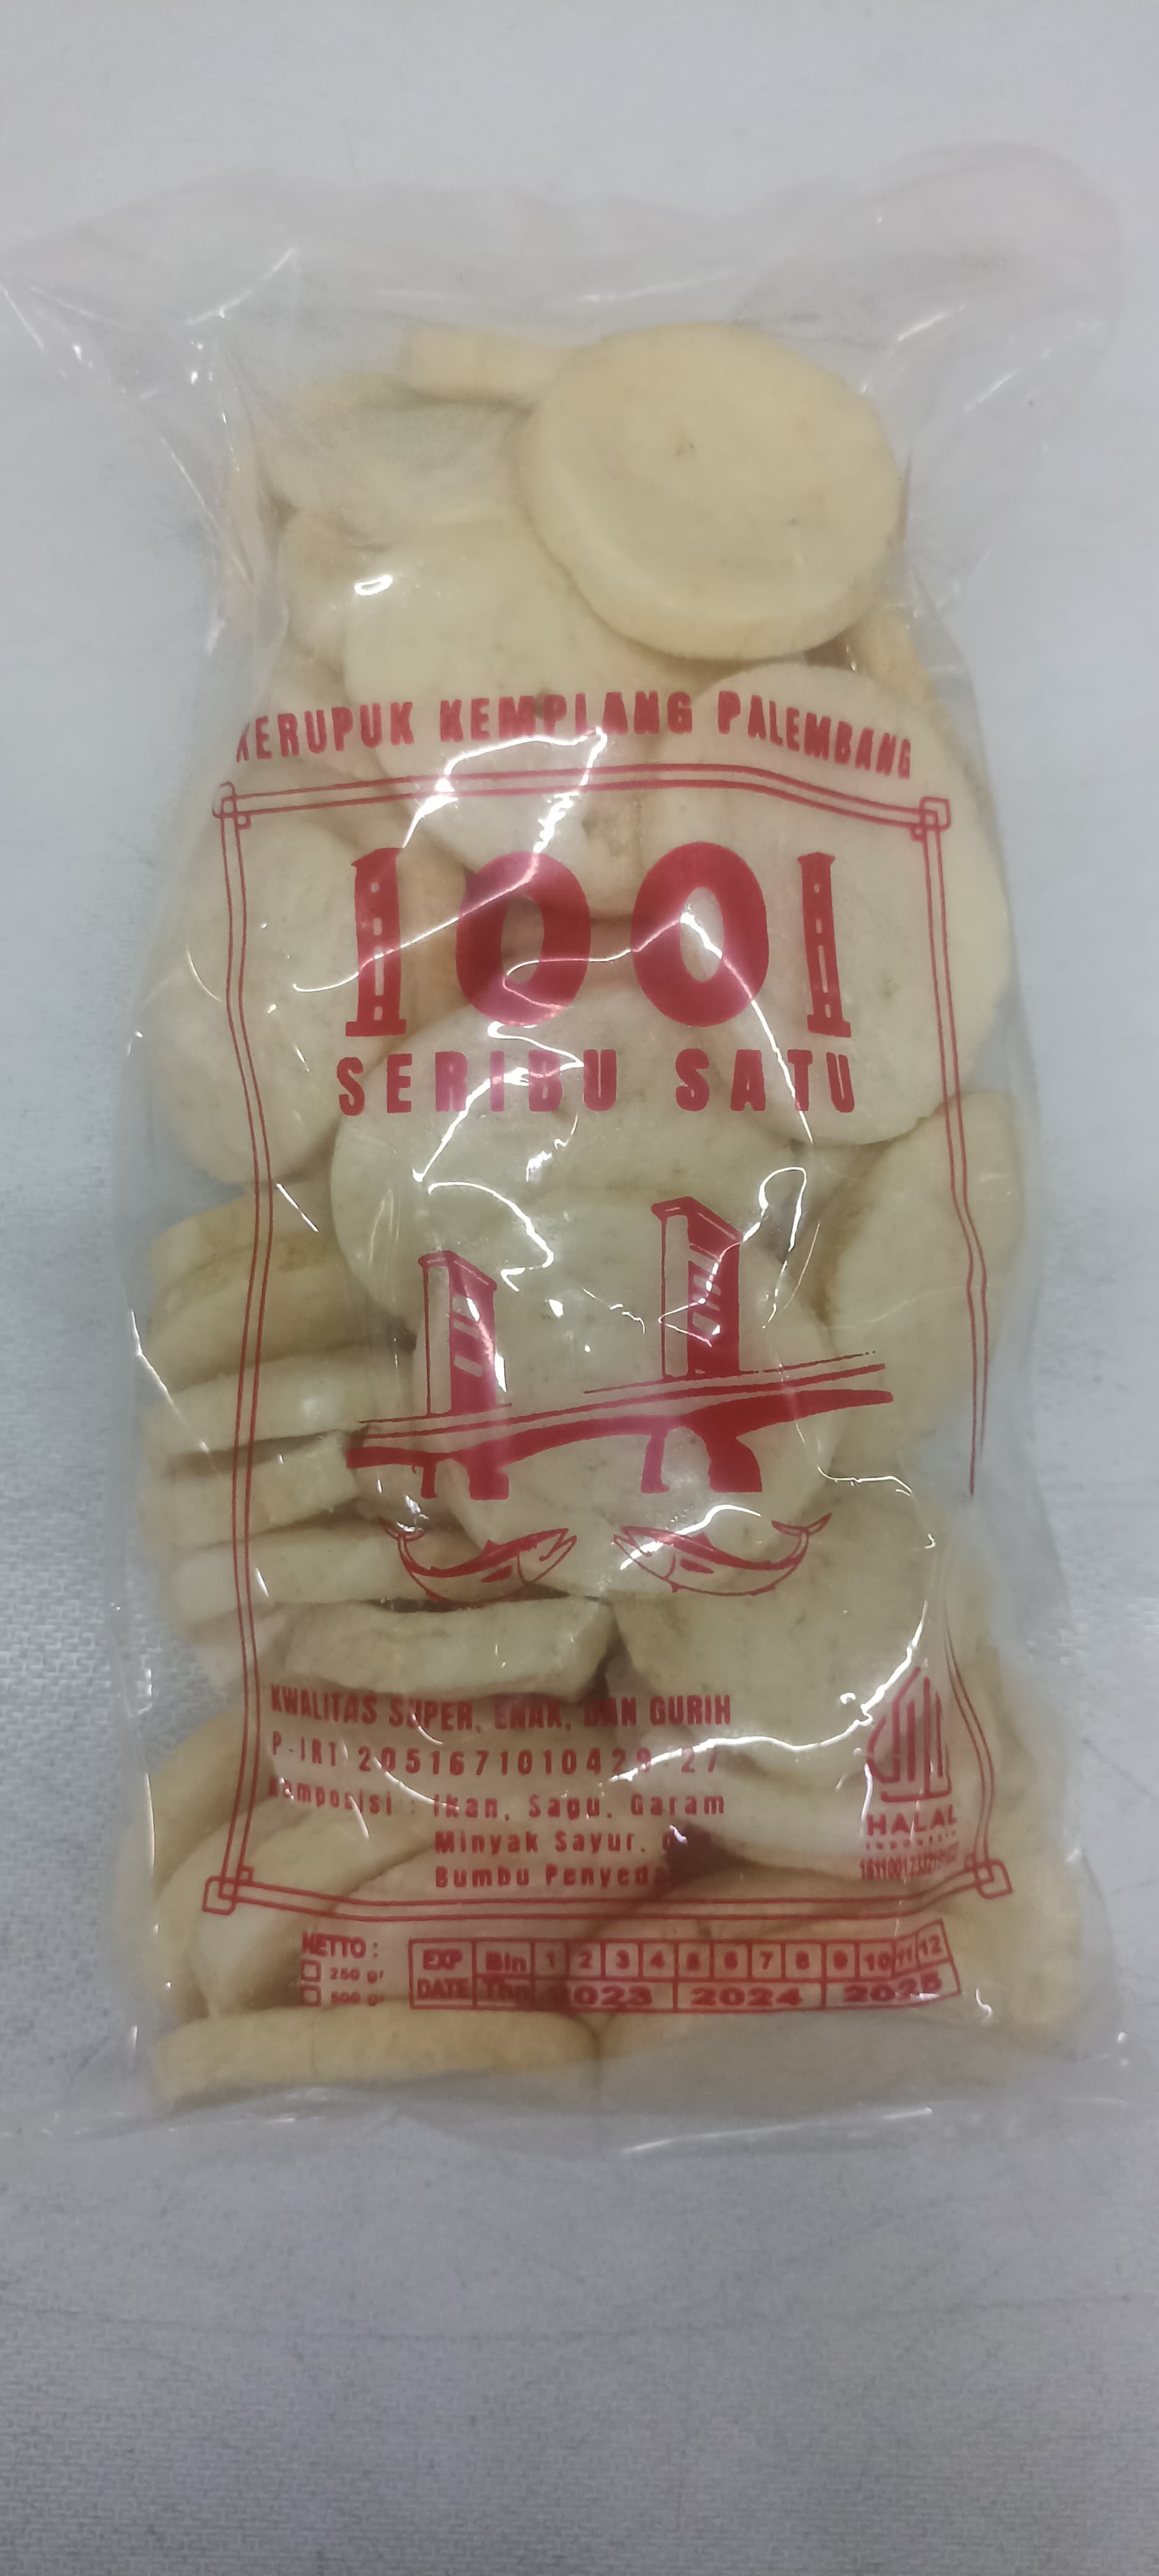 KERUPUK KEMPLANG PALEMBANG
1001
SERIBU SATU
KWALITAS SUPER, ENAK, DAN GURIH
P-IRT 2051671010429-27
Komposisi : Ikan, Sagu, Garam
Minyak Sayur,
Bumbu
HALAL
INDONESIA
NETTO :
250 gr
500 gr
EXP Bln 1 2 3 4 5 6 7 8 9 10 11 12
DATE Thn 2023 2024 2025